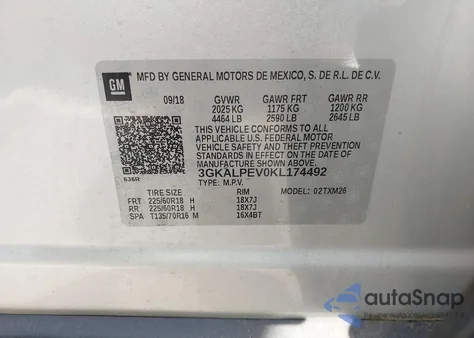 GM
MFD BY GENERAL MOTORS DE MEXICO, S. DE R.L. DE C.V.
09/18 GVWR GAWR FRT GAWR RR
2025 KG 1175 KG 1200 KG
4464 LB 2590 LB 2645 LB
THIS VEHICLE CONFORMS TO ALL
APPLICABLE U.S. FEDERAL MOTOR
VEHICLE SAFETY AND THEFT
PREVENTION STANDARDS IN
EFFECT ON THE DATE OF
MANUFACTURE SHOWN ABOVE.
3GKALPEV0KL174492
636R TYPE: M.P.V. MODEL: 02TXM26
TIRE SIZE RIM
FRT 225/60R18 H 18X7J
RR 225/60R18 H 18X7J
SPA T135/70R16 M 16X4BT
autoSnap